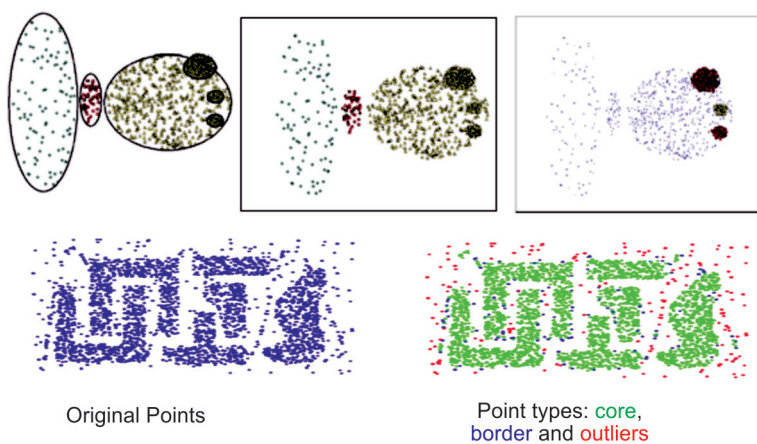 Original Points
Point types: core,
border and outliers